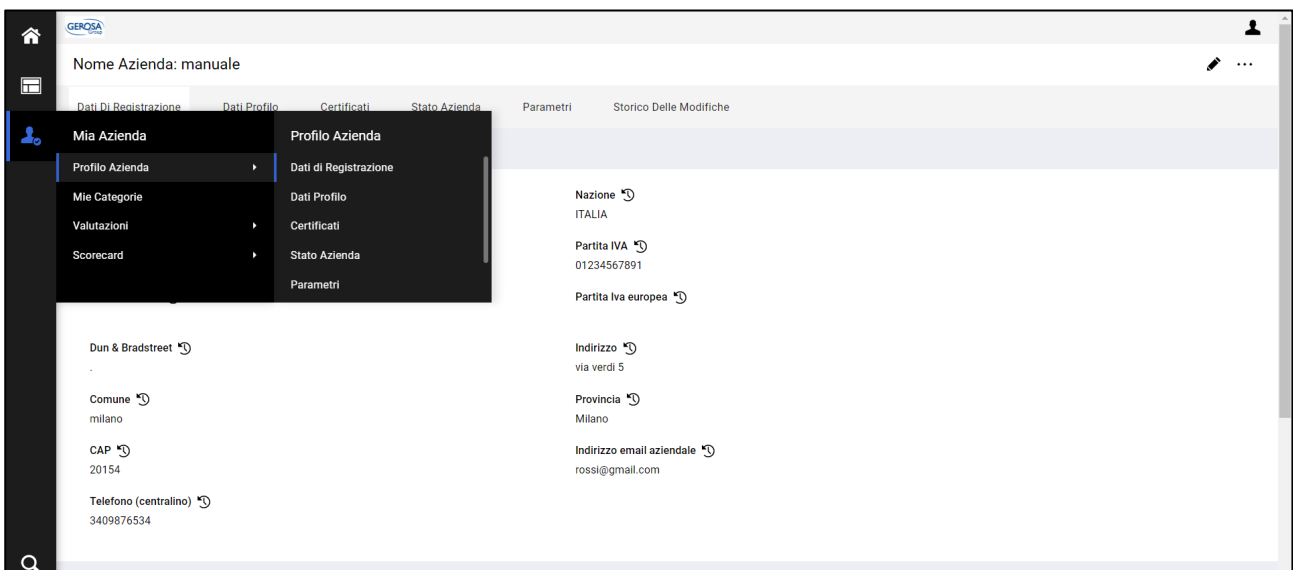 GEROSA
Group
Nome Azienda: manuale
Dati Di Registrazione Dati Profilo Certificati Stato Azienda Parametri Storico Delle Modifiche
Mia Azienda
Profilo Azienda
Mie Categorie
Valutazioni
Scorecard
Profilo Azienda
Dati di Registrazione
Dati Profilo
Certificati
Stato Azienda
Parametri
Nazione
ITALIA
Partita IVA
01234567891
Partita Iva europea
Dun & Bradstreet
.
Indirizzo
via verdi 5
Comune
milano
Provincia
Milano
CAP
20154
Indirizzo email aziendale
rossi@gmail.com
Telefono (centralino)
3409876534